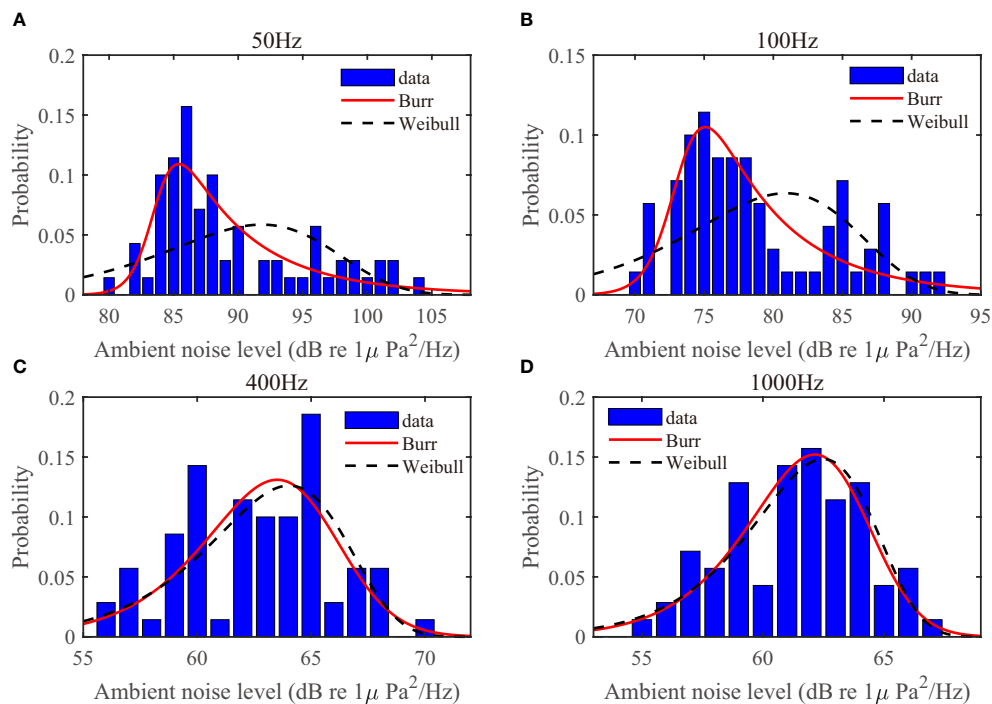 A
50Hz
0.2
0.15
0.1
0.05
0
Probability
data
Burr
Weibull
80 85 90 95 100 105
Ambient noise level (dB re 1μ Pa²/Hz)
B
100Hz
0.15
0.1
0.05
0
Probability
data
Burr
Weibull
70 75 80 85 90 95
Ambient noise level (dB re 1μ Pa²/Hz)
C
400Hz
0.2
0.15
0.1
0.05
0
Probability
data
Burr
Weibull
55 60 65 70
Ambient noise level (dB re 1μ Pa²/Hz)
D
1000Hz
0.2
0.15
0.1
0.05
0
Probability
data
Burr
Weibull
55 60 65
Ambient noise level (dB re 1μ Pa²/Hz)